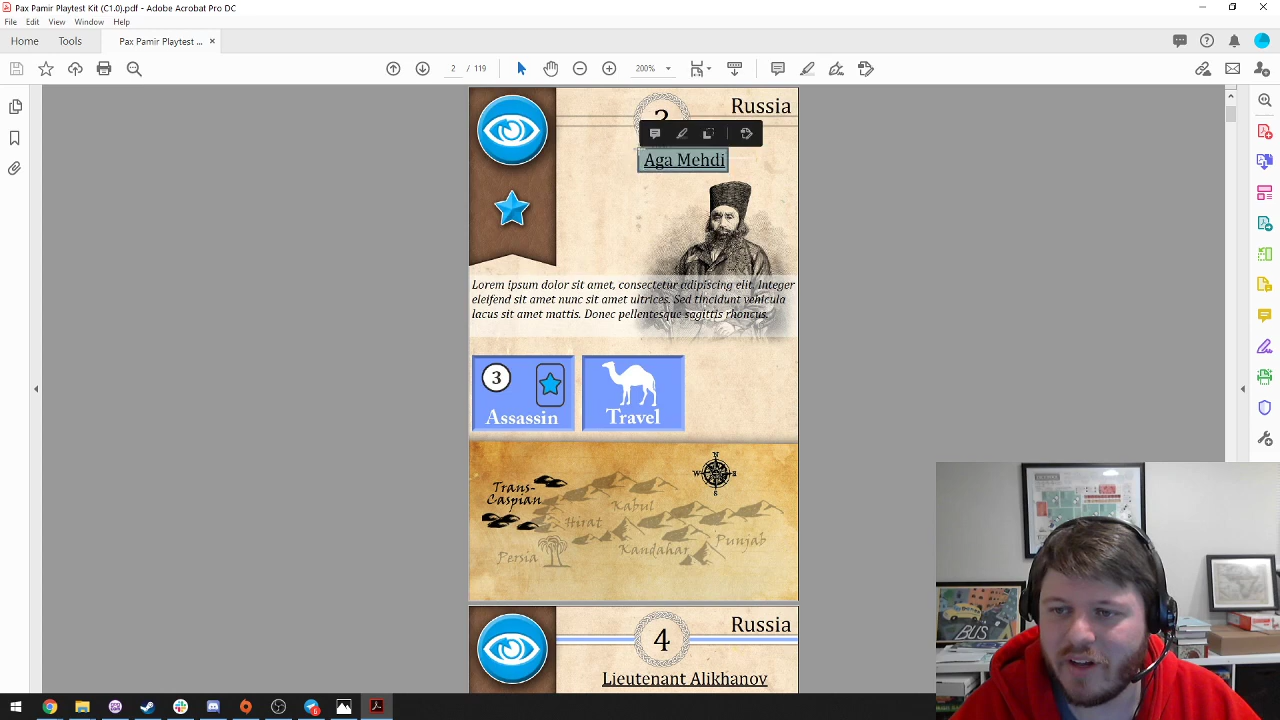 Pax Pamir Playtest Kit (C1.0).pdf - Adobe Acrobat Pro DC
File Edit View Window Help
Home Tools Pax Pamir Playtest ... ×
2 / 119 200%
Russia
Aga Mehdi
Lorem ipsum dolor sit amet, consectetur adipiscing elit. Integer
eleifend sit amet nunc sit amet ultrices. Sed tincidunt vehicula
lacus sit amet mattis. Donec pellentesque sagittis rhoncus.
3
Assassin Travel
N
W
S
Trans-
Caspian
Kabul
Hirat
Punjab
Kandahar
Persia
Russia
4
Lieutenant Alikhanov
BUS